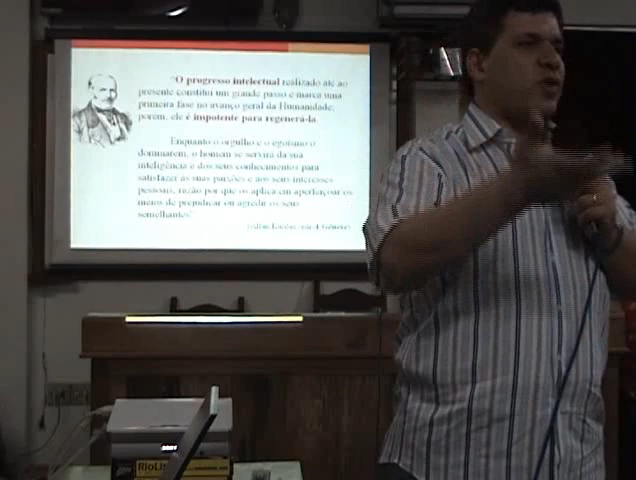 "O progresso intelectual realizado até ao
presente constitui um grande passo e marca uma
primeira fase no avanço geral da Humanidade;
porém, ele é impotente para regenerá-la.
Enquanto o orgulho e o egoísmo o
dominarem, o homem se servirá da sua
inteligência e dos seus conhecimentos para
satisfazer às suas paixões e aos seus interesses
pessoais, razão por que os aplica em aperfeiçoar os
meios de prejudicar ou agredir os seus
semelhantes"
(Allan Kardec, em A Gênese)